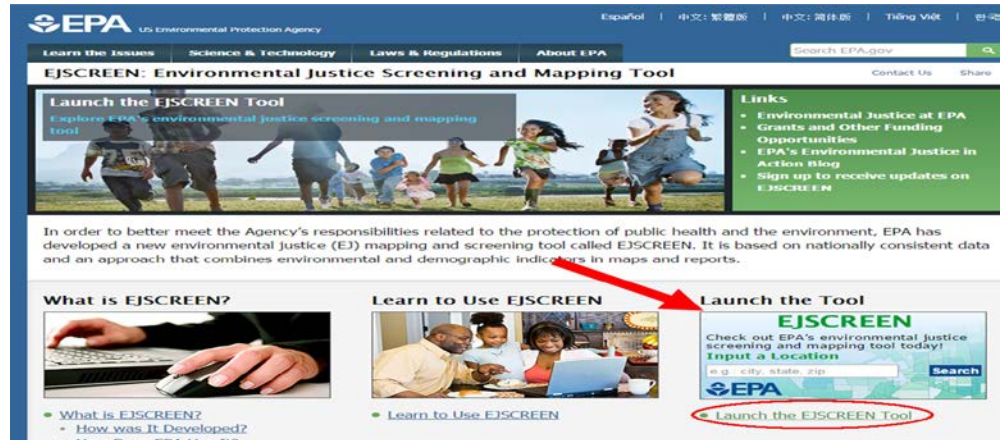 EPA US Environmental Protection Agency
Español | 中文: 繁體版 | 中文: 简体版 | Tiếng Việt | 한국
Learn the Issues Science & Technology Laws & Regulations About EPA Search EPA.gov
EJSCREEN: Environmental Justice Screening and Mapping Tool
Contact Us Share
Launch the EJSCREEN Tool
Explore EPA's environmental justice screening and mapping
tool
Links
• Environmental Justice at EPA
• Grants and Other Funding
Opportunities
• EPA's Environmental Justice in
Action Blog
• Sign up to receive updates on
EJSCREEN
In order to better meet the Agency's responsibilities related to the protection of public health and the environment, EPA has
developed a new environmental justice (EJ) mapping and screening tool called EJSCREEN. It is based on nationally consistent data
and an approach that combines environmental and demographic indicators in maps and reports.
What is EJSCREEN?
• What is EJSCREEN?
• How was It Developed?
Learn to Use EJSCREEN
• Learn to Use EJSCREEN
Launch the Tool
EJSCREEN
Check out EPA's environmental justice
screening and mapping tool today!
Input a Location
e.g.: city, state, zip Search
EPA
• Launch the EJSCREEN Tool